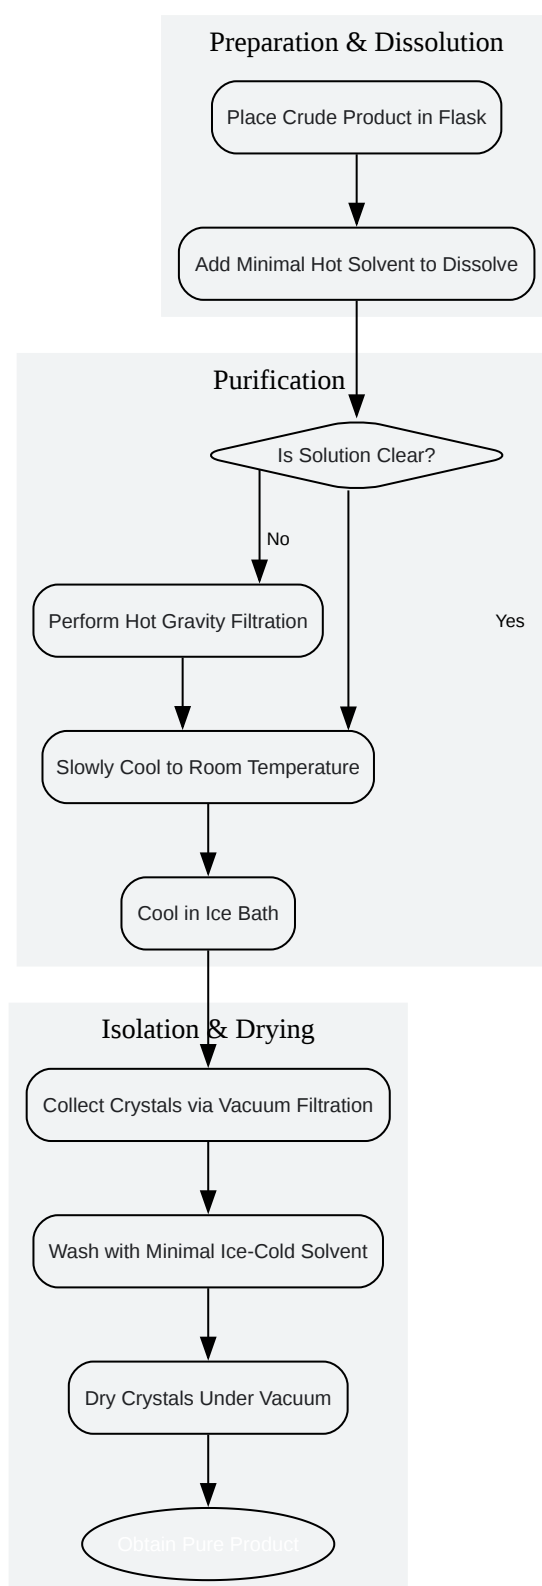 Preparation & Dissolution
Place Crude Product in Flask
Add Minimal Hot Solvent to Dissolve
Purification
Is Solution Clear?
No
Perform Hot Gravity Filtration
Yes
Slowly Cool to Room Temperature
Cool in Ice Bath
Isolation & Drying
Collect Crystals via Vacuum Filtration
Wash with Minimal Ice-Cold Solvent
Dry Crystals Under Vacuum
Obtain Pure Product